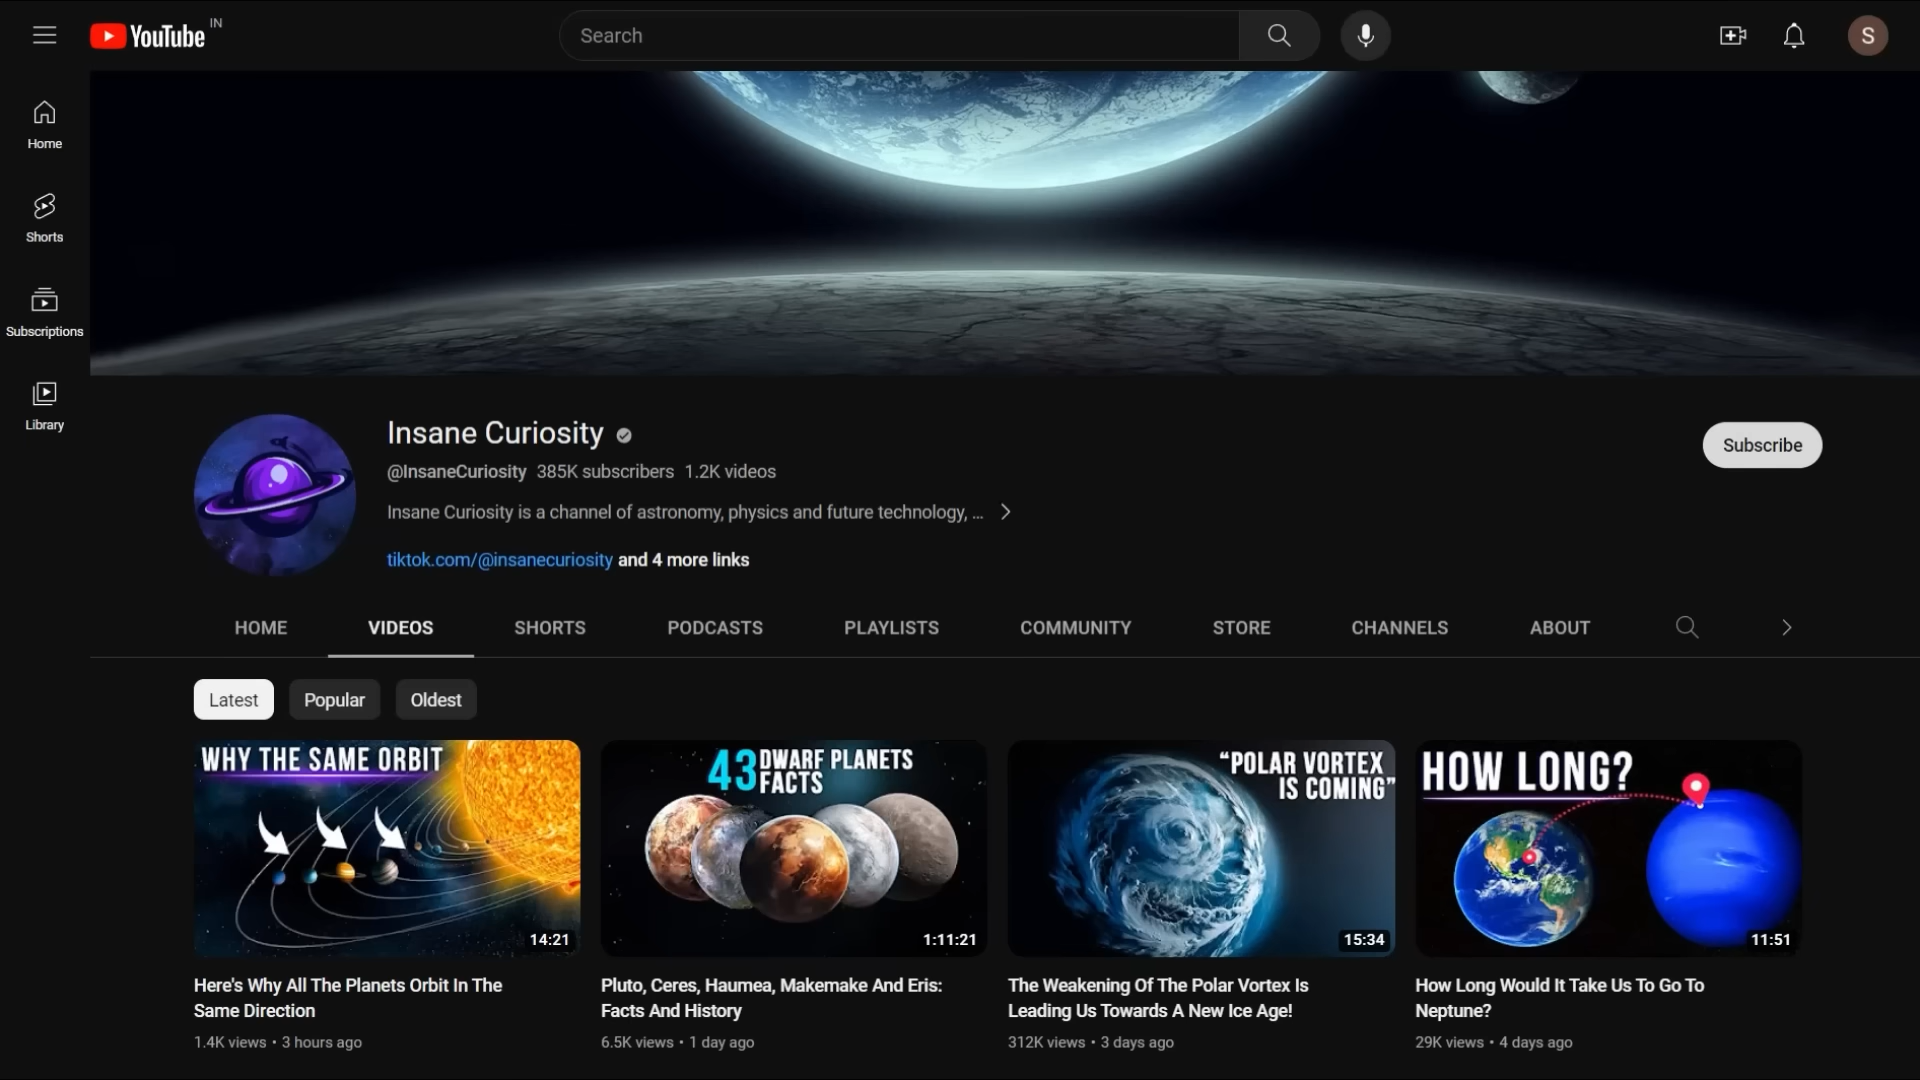 YouTube IN
Search
S
Home
Shorts
Subscriptions
Library
Insane Curiosity
@InsaneCuriosity 385K subscribers 1.2K videos
Insane Curiosity is a channel of astronomy, physics and future technology, ...
tiktok.com/@insanecuriosity and 4 more links
Subscribe
HOME VIDEOS SHORTS PODCASTS PLAYLISTS COMMUNITY STORE CHANNELS ABOUT
Latest Popular Oldest
WHY THE SAME ORBIT
14:21
Here's Why All The Planets Orbit In The
Same Direction
1.4K views • 3 hours ago
43 DWARF PLANETS
FACTS
1:11:21
Pluto, Ceres, Haumea, Makemake And Eris:
Facts And History
6.5K views • 1 day ago
“POLAR VORTEX
IS COMING”
15:34
The Weakening Of The Polar Vortex Is
Leading Us Towards A New Ice Age!
312K views • 3 days ago
HOW LONG?
11:51
How Long Would It Take Us To Go To
Neptune?
29K views • 4 days ago